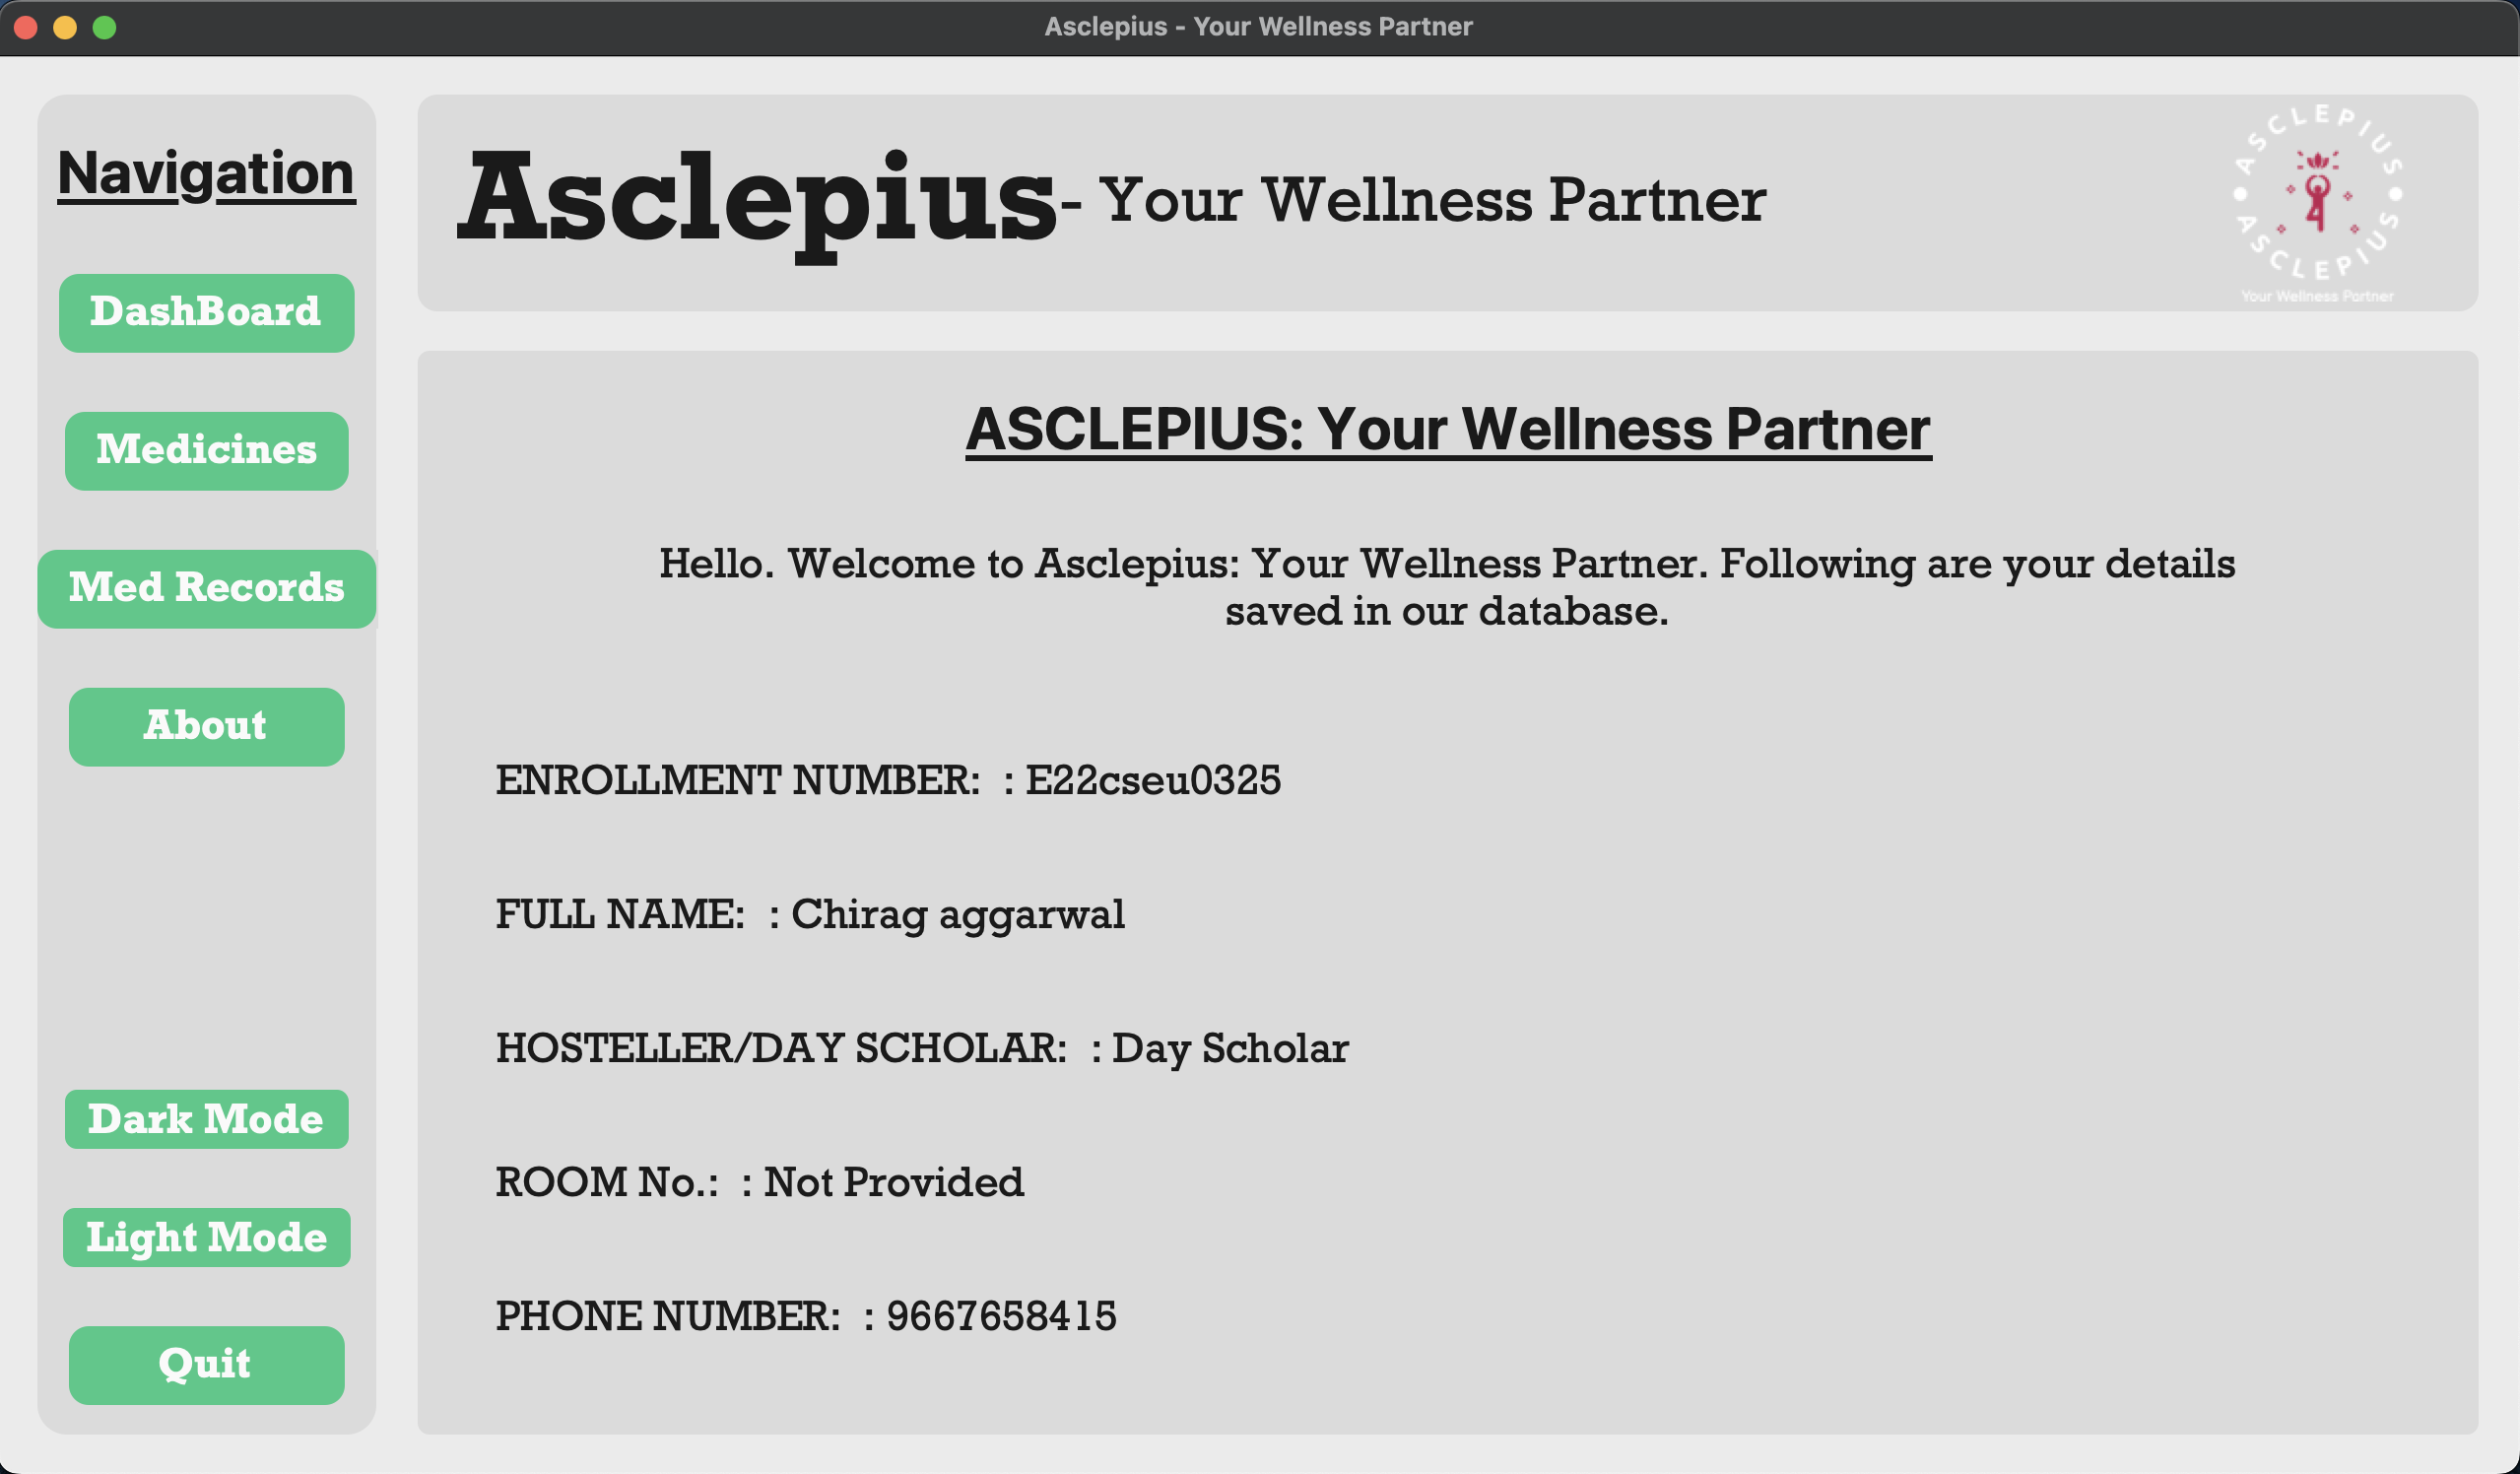 Asclepius - Your Wellness Partner
Navigation
DashBoard
Medicines
Med Records
About
Dark Mode
Light Mode
Quit
Asclepius- Your Wellness Partner
ASCLEPIUS
ASCLEPIUS
Your Wellness Partner
ASCLEPIUS: Your Wellness Partner
Hello. Welcome to Asclepius: Your Wellness Partner. Following are your details
saved in our database.
ENROLLMENT NUMBER:  : E22cseu0325
FULL NAME:  : Chirag aggarwal
HOSTELLER/DAY SCHOLAR:  : Day Scholar
ROOM No.:  : Not Provided
PHONE NUMBER:  : 9667658415